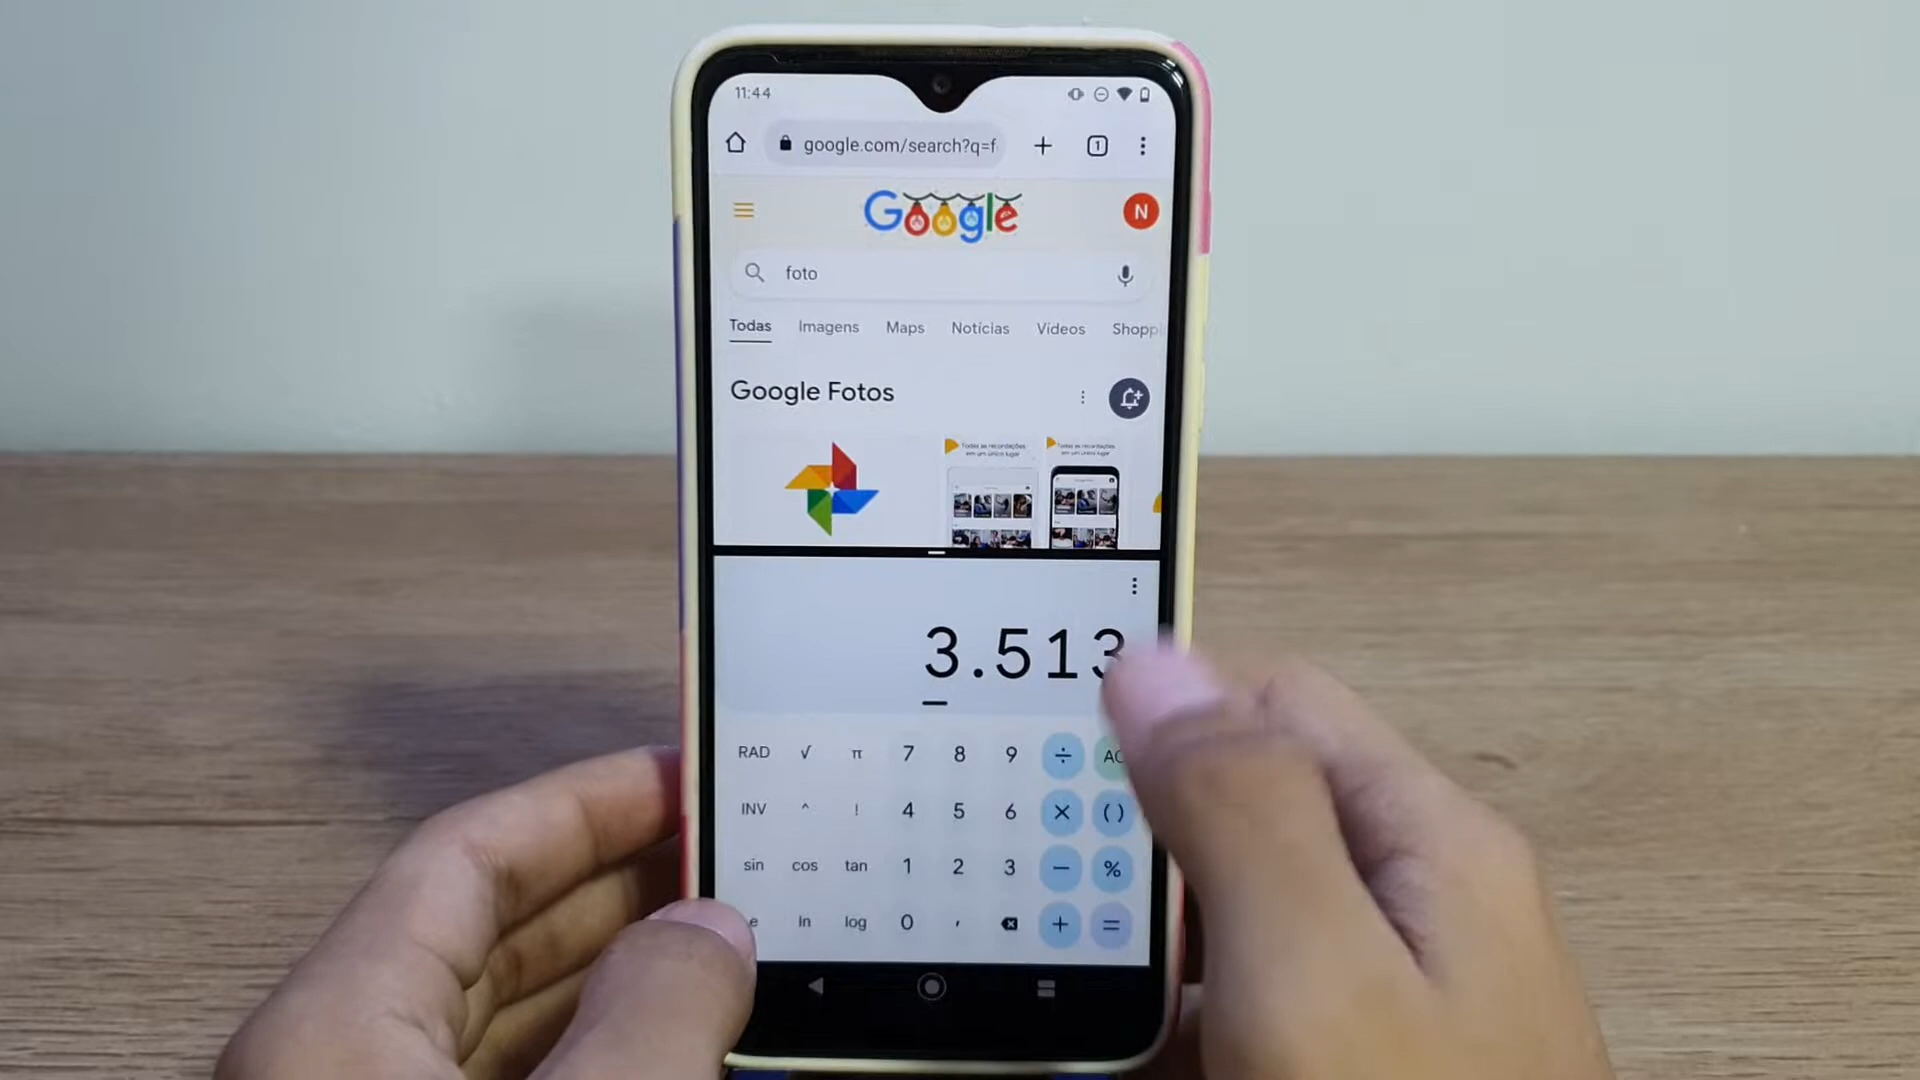 11:44
google.com/search?q=f
1
Google
N
foto
Todas Imagens Maps Notícias Vídeos Shopp
Google Fotos
Todas as recordações
em um único lugar
Todas as recordações
em um único lugar
3.513
RAD √ π 7 8 9 ÷ AC
INV ^ ! 4 5 6 × ( )
sin cos tan 1 2 3 − %
e ln log 0 , + =